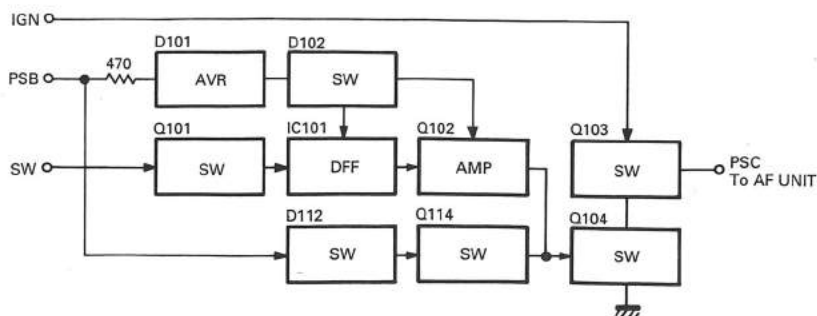 IGN
D101
D102
470
PSB
AVR
SW
Q101
IC101
Q102
Q103
SW
SW
DFF
AMP
SW
PSC
To AF UNIT
D112
Q114
Q104
SW
SW
SW